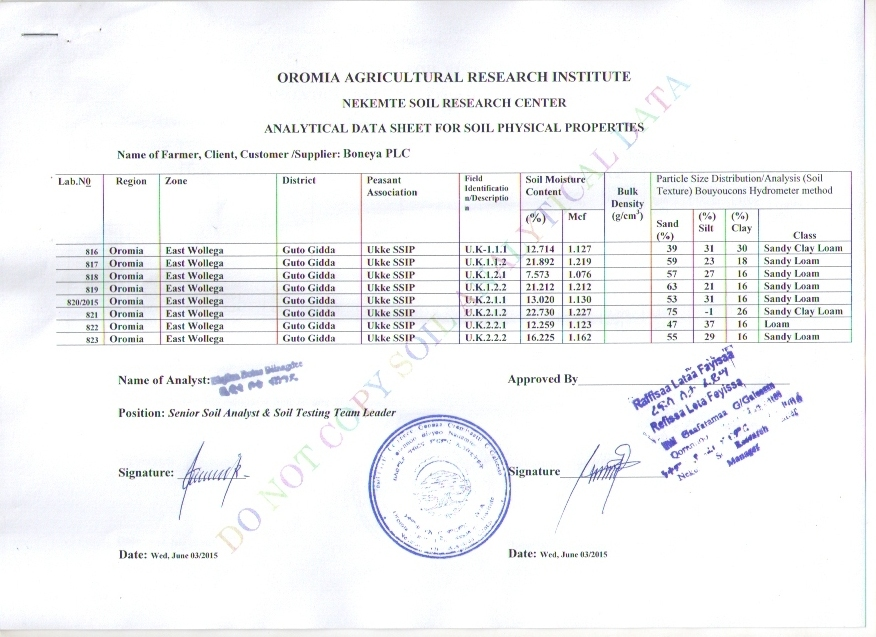 OROMIA AGRICULTURAL RESEARCH INSTITUTE
NEKEMTE SOIL RESEARCH CENTER
ANALYTICAL DATA SHEET FOR SOIL PHYSICAL PROPERTIES
Name of Farmer, Client, Customer /Supplier: Boneya PLC
Lab.N0 Region Zone District Peasant Association Field Identification/Description Soil Moisture Content Bulk Density (g/cm3) Particle Size Distribution/Analysis (Soil Texture) Bouyoucons Hydrometer method
(%) Mcf Sand (%) (%) Silt (%) Clay Class
816 Oromia East Wollega Guto Gidda Ukke SSIP U.K-1.1.1 12.714 1.127 39 31 30 Sandy Clay Loam
817 Oromia East Wollega Guto Gidda Ukke SSIP U.K.1.1.2 21.892 1.219 59 23 18 Sandy Loam
818 Oromia East Wollega Guto Gidda Ukke SSIP U.K.1.2.1 7.573 1.076 57 27 16 Sandy Loam
819 Oromia East Wollega Guto Gidda Ukke SSIP U.K.1.2.2 21.212 1.212 63 21 16 Sandy Loam
820/2015 Oromia East Wollega Guto Gidda Ukke SSIP U.K.2.1.1 13.020 1.130 53 31 16 Sandy Loam
821 Oromia East Wollega Guto Gidda Ukke SSIP U.K.2.1.2 22.730 1.227 75 -1 26 Sandy Clay Loam
822 Oromia East Wollega Guto Gidda Ukke SSIP U.K.2.2.1 12.259 1.123 47 37 16 Loam
823 Oromia East Wollega Guto Gidda Ukke SSIP U.K.2.2.2 16.225 1.162 55 29 16 Sandy Loam
DO NOT COPY SOIL ANALYTICAL DATA
Name of Analyst:
Approved By
Raffisaa Lataa Fayisaa
Refissa Leta Feyissa
Position: Senior Soil Analyst & Soil Testing Team Leader
Research
Manager
Signature:
Signature
Date: Wed, June 03/2015
Date: Wed, June 03/2015